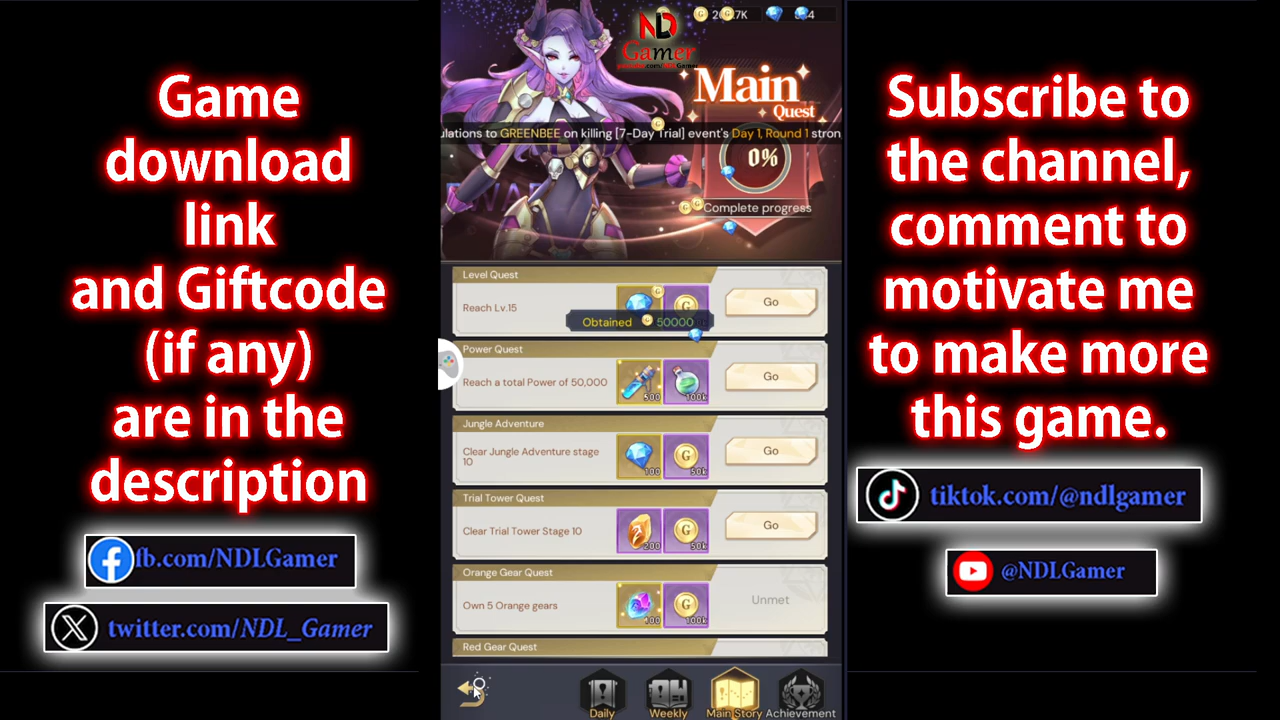 Game
download
link
and Giftcode
(if any)
are in the
description
fb.com/NDLGamer
twitter.com/NDL_Gamer
NDL
Gamer
Main
Quest
ulations to GREENBEE on killing [7-Day Trial] event's Day 1, Round 1 stron
0%
Complete progress
Level Quest
Reach Lv.15
Go
Obtained 50000
Power Quest
Reach a total Power of 50,000
500
100k
Go
Jungle Adventure
Clear Jungle Adventure stage
10
100
50k
Go
Trial Tower Quest
Clear Trial Tower Stage 10
200
50k
Go
Orange Gear Quest
Own 5 Orange gears
100k
Unmet
Red Gear Quest
Daily
Weekly
Main Story
Achievement
Subscribe to
the channel,
comment to
motivate me
to make more
this game.
tiktok.com/@ndlgamer
@NDLGamer